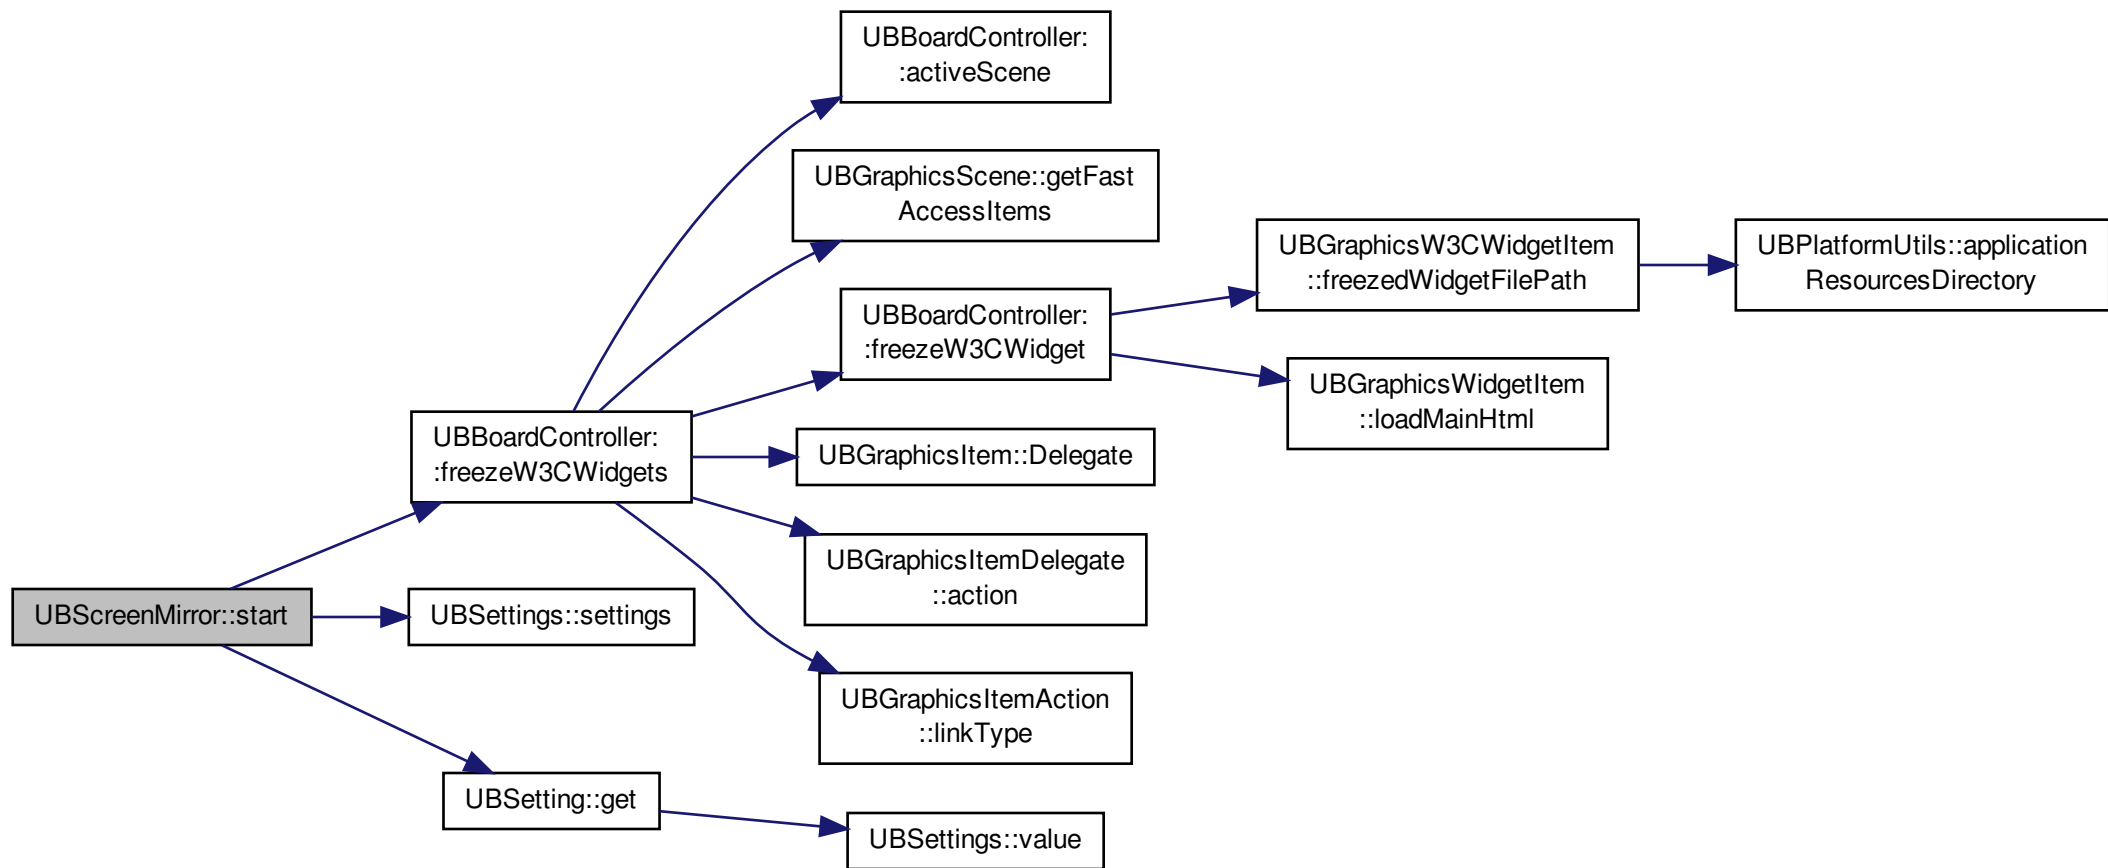 UBScreenMirror::start
UBBoardController:
:freezeW3CWidgets
UBSettings::settings
UBSetting::get
UBBoardController:
:activeScene
UBGraphicsScene::getFast
AccessItems
UBBoardController:
:freezeW3CWidget
UBGraphicsItem::Delegate
UBGraphicsItemDelegate
::action
UBGraphicsItemAction
::linkType
UBSettings::value
UBGraphicsW3CWidgetItem
::freezedWidgetFilePath
UBGraphicsWidgetItem
::loadMainHtml
UBPlatformUtils::application
ResourcesDirectory